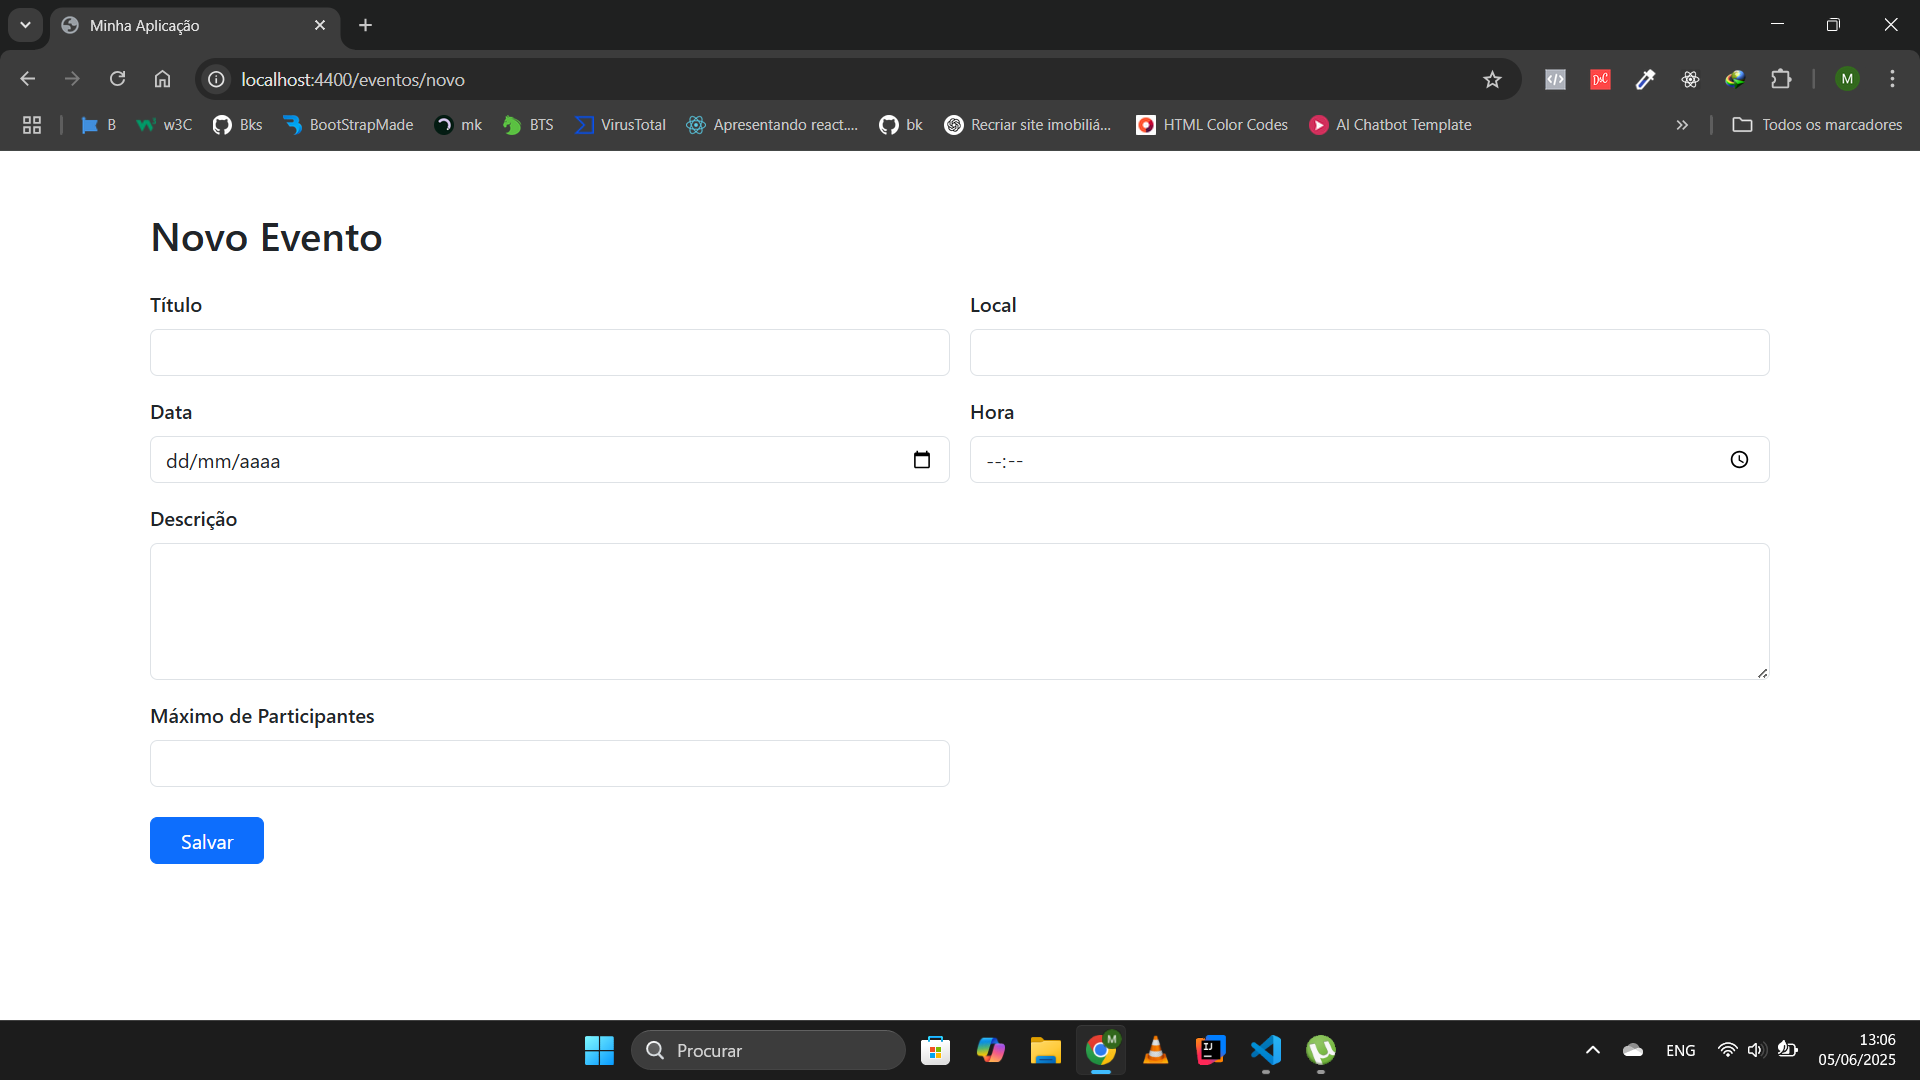 Minha Aplicação
localhost:4400/eventos/novo
M
B
w3C
Bks
BootStrapMade
mk
BTS
VirusTotal
Apresentando react....
bk
Recriar site imobiliá...
HTML Color Codes
AI Chatbot Template
Todos os marcadores
Novo Evento
Título
Local
Data
Hora
dd/mm/aaaa
--:--
Descrição
Máximo de Participantes
Salvar
Procurar
M
ENG
13:06
05/06/2025